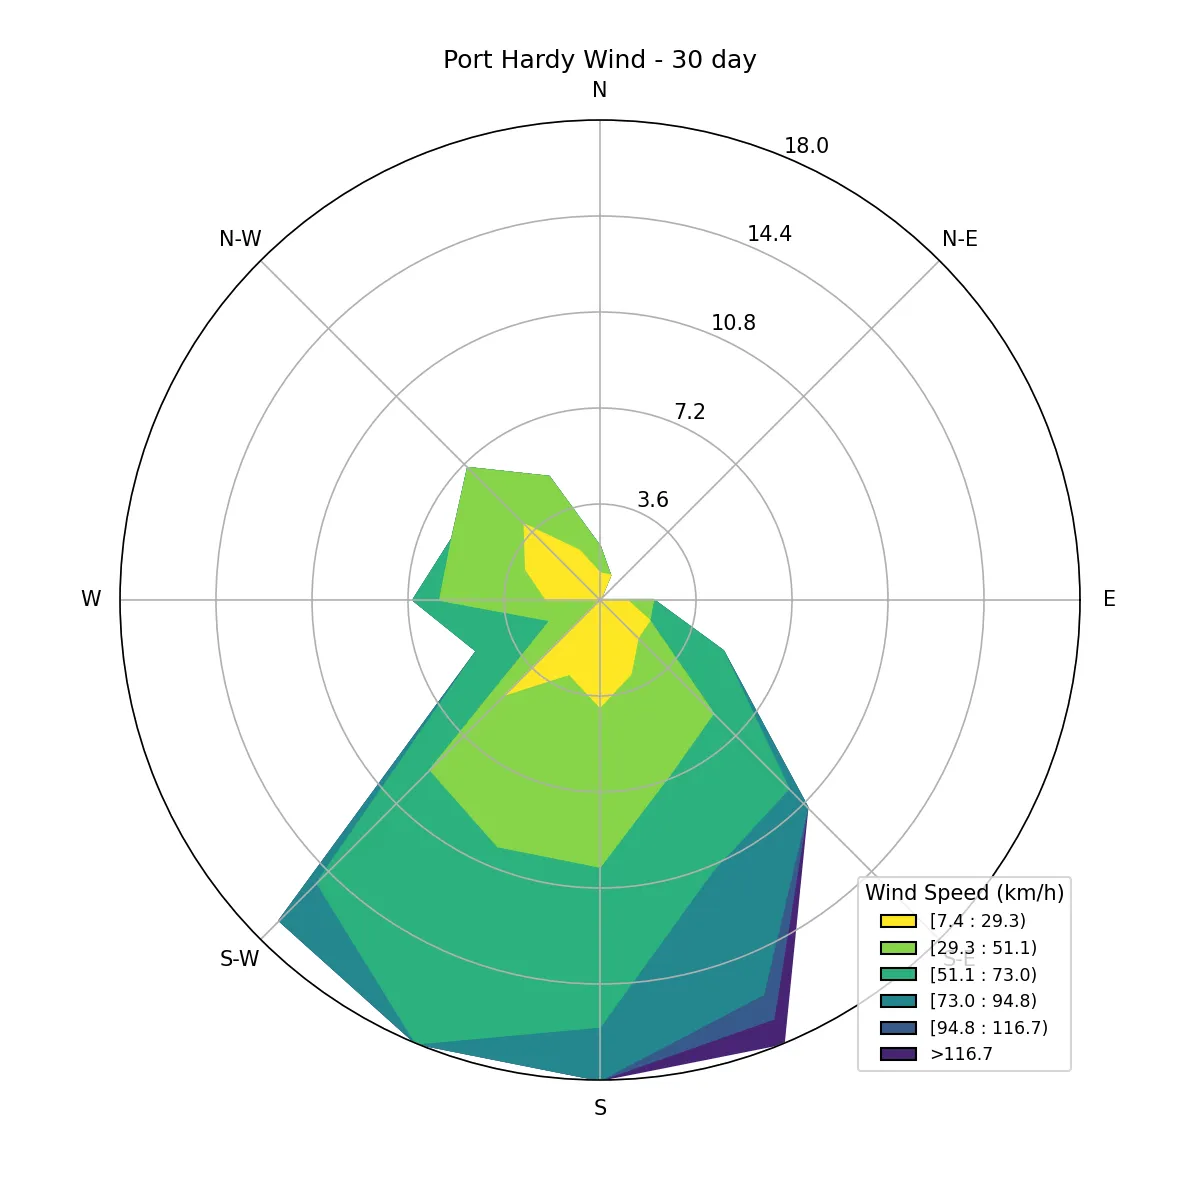 Port Hardy Wind - 30 day
N
18.0
14.4
N-W
N-E
10.8
7.2
3.6
W
E
S-W
S-E
S
Wind Speed (km/h)
[7.4 : 29.3)
[29.3 : 51.1)
[51.1 : 73.0)
[73.0 : 94.8)
[94.8 : 116.7)
>116.7